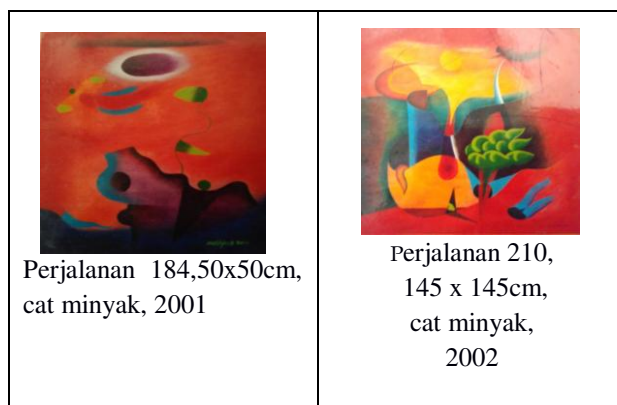 Perjalanan 184,50x50cm,
cat minyak, 2001
Perjalanan 210,
145 x 145cm,
cat minyak,
2002